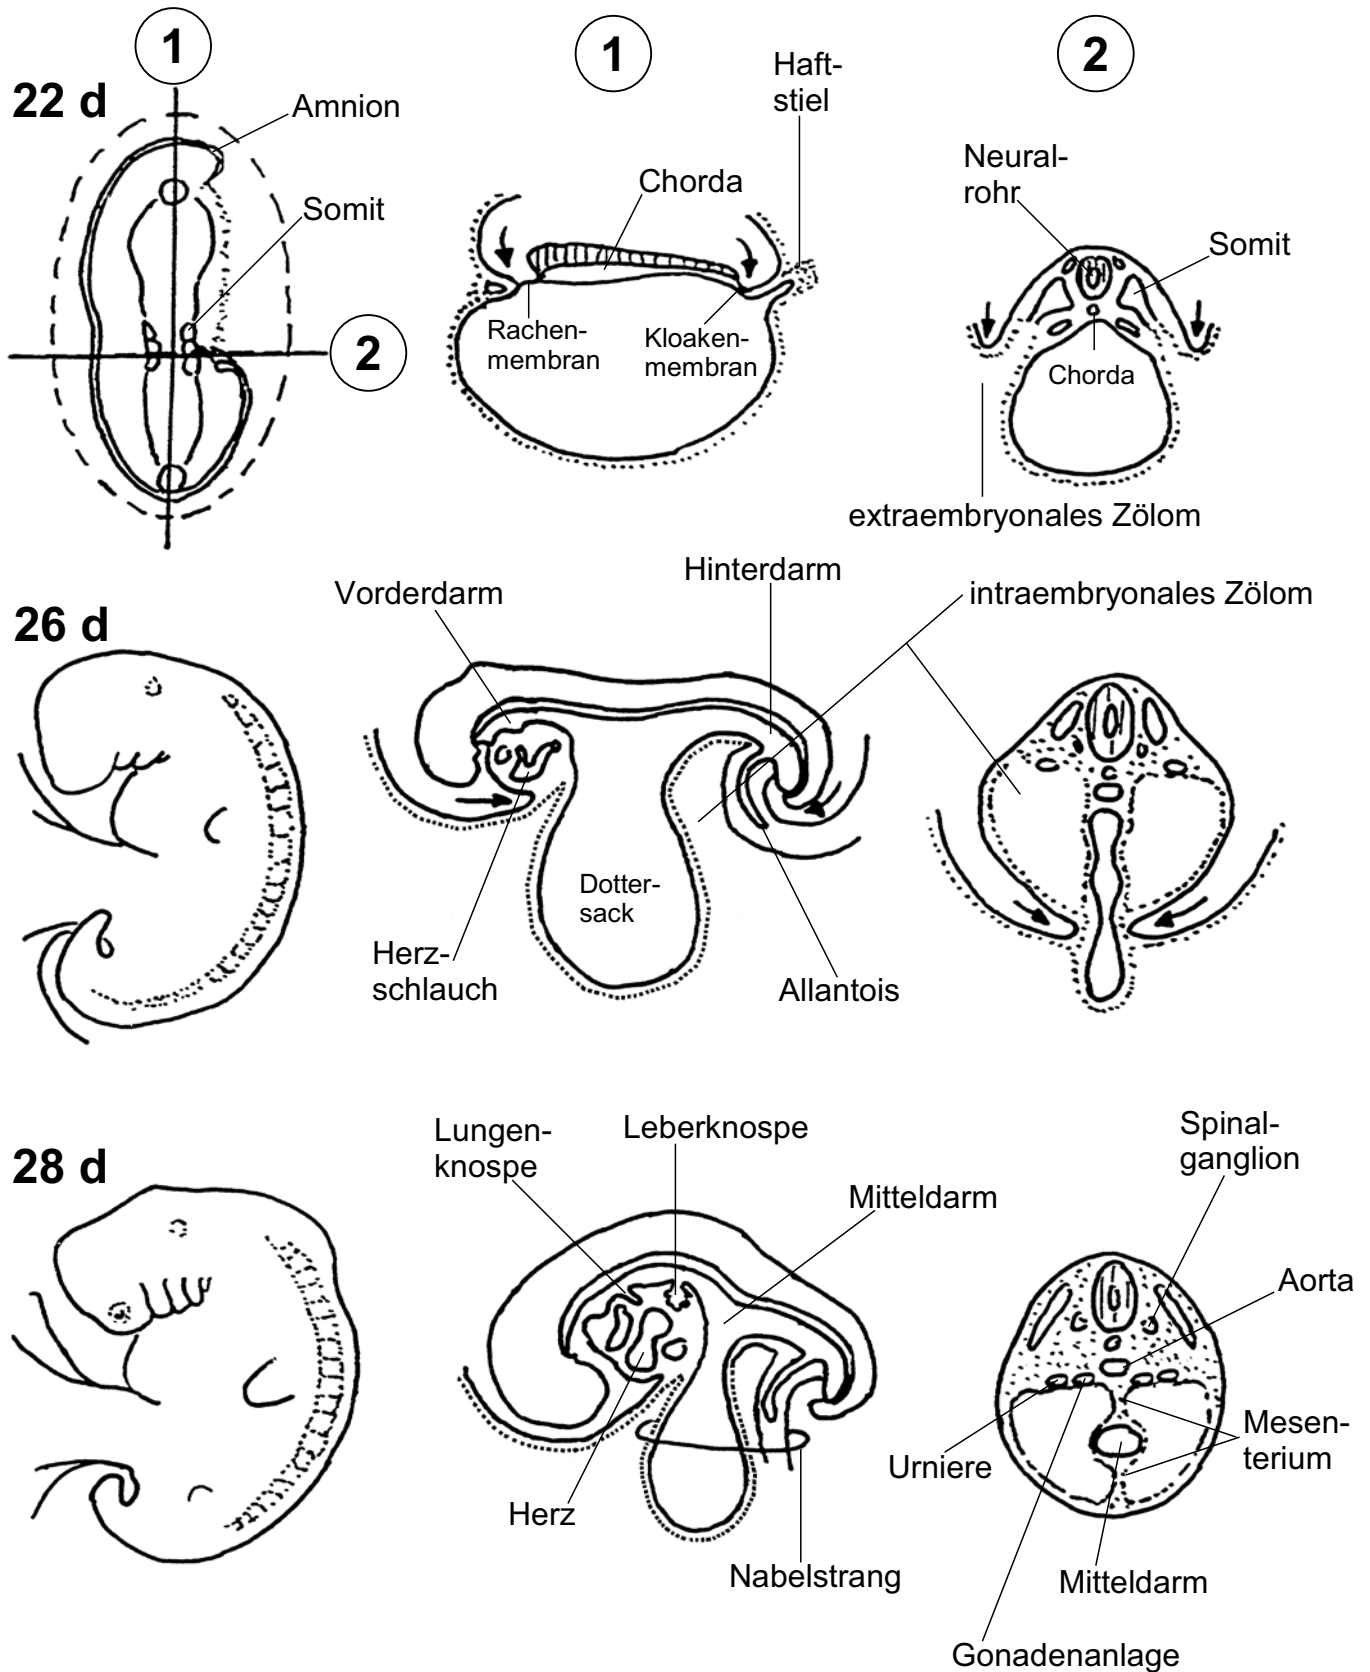 1
1
2
22 d
Amnion
Somit
2
Haft-
stiel
Chorda
Rachen-
membran
Kloaken-
membran
Neural-
rohr
Somit
Chorda
extraembryonales Zölom
26 d
Vorderdarm
Hinterdarm
intraembryonales Zölom
Dotter-
sack
Herz-
schlauch
Allantois
28 d
Lungen-
knospe
Leberknospe
Mitteldarm
Herz
Nabelstrang
Spinal-
ganglion
Aorta
Mesen-
terium
Urniere
Mitteldarm
Gonadenanlage